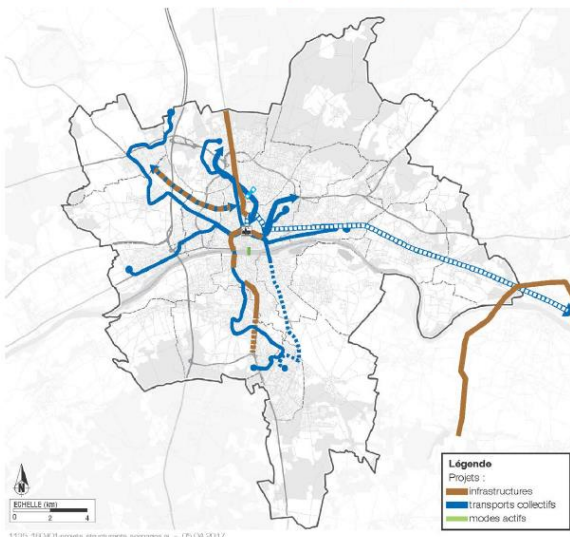 N
ECHELLE (km)
0 2 4
Légende
Projets :
infrastructures
transports collectifs
modes actifs